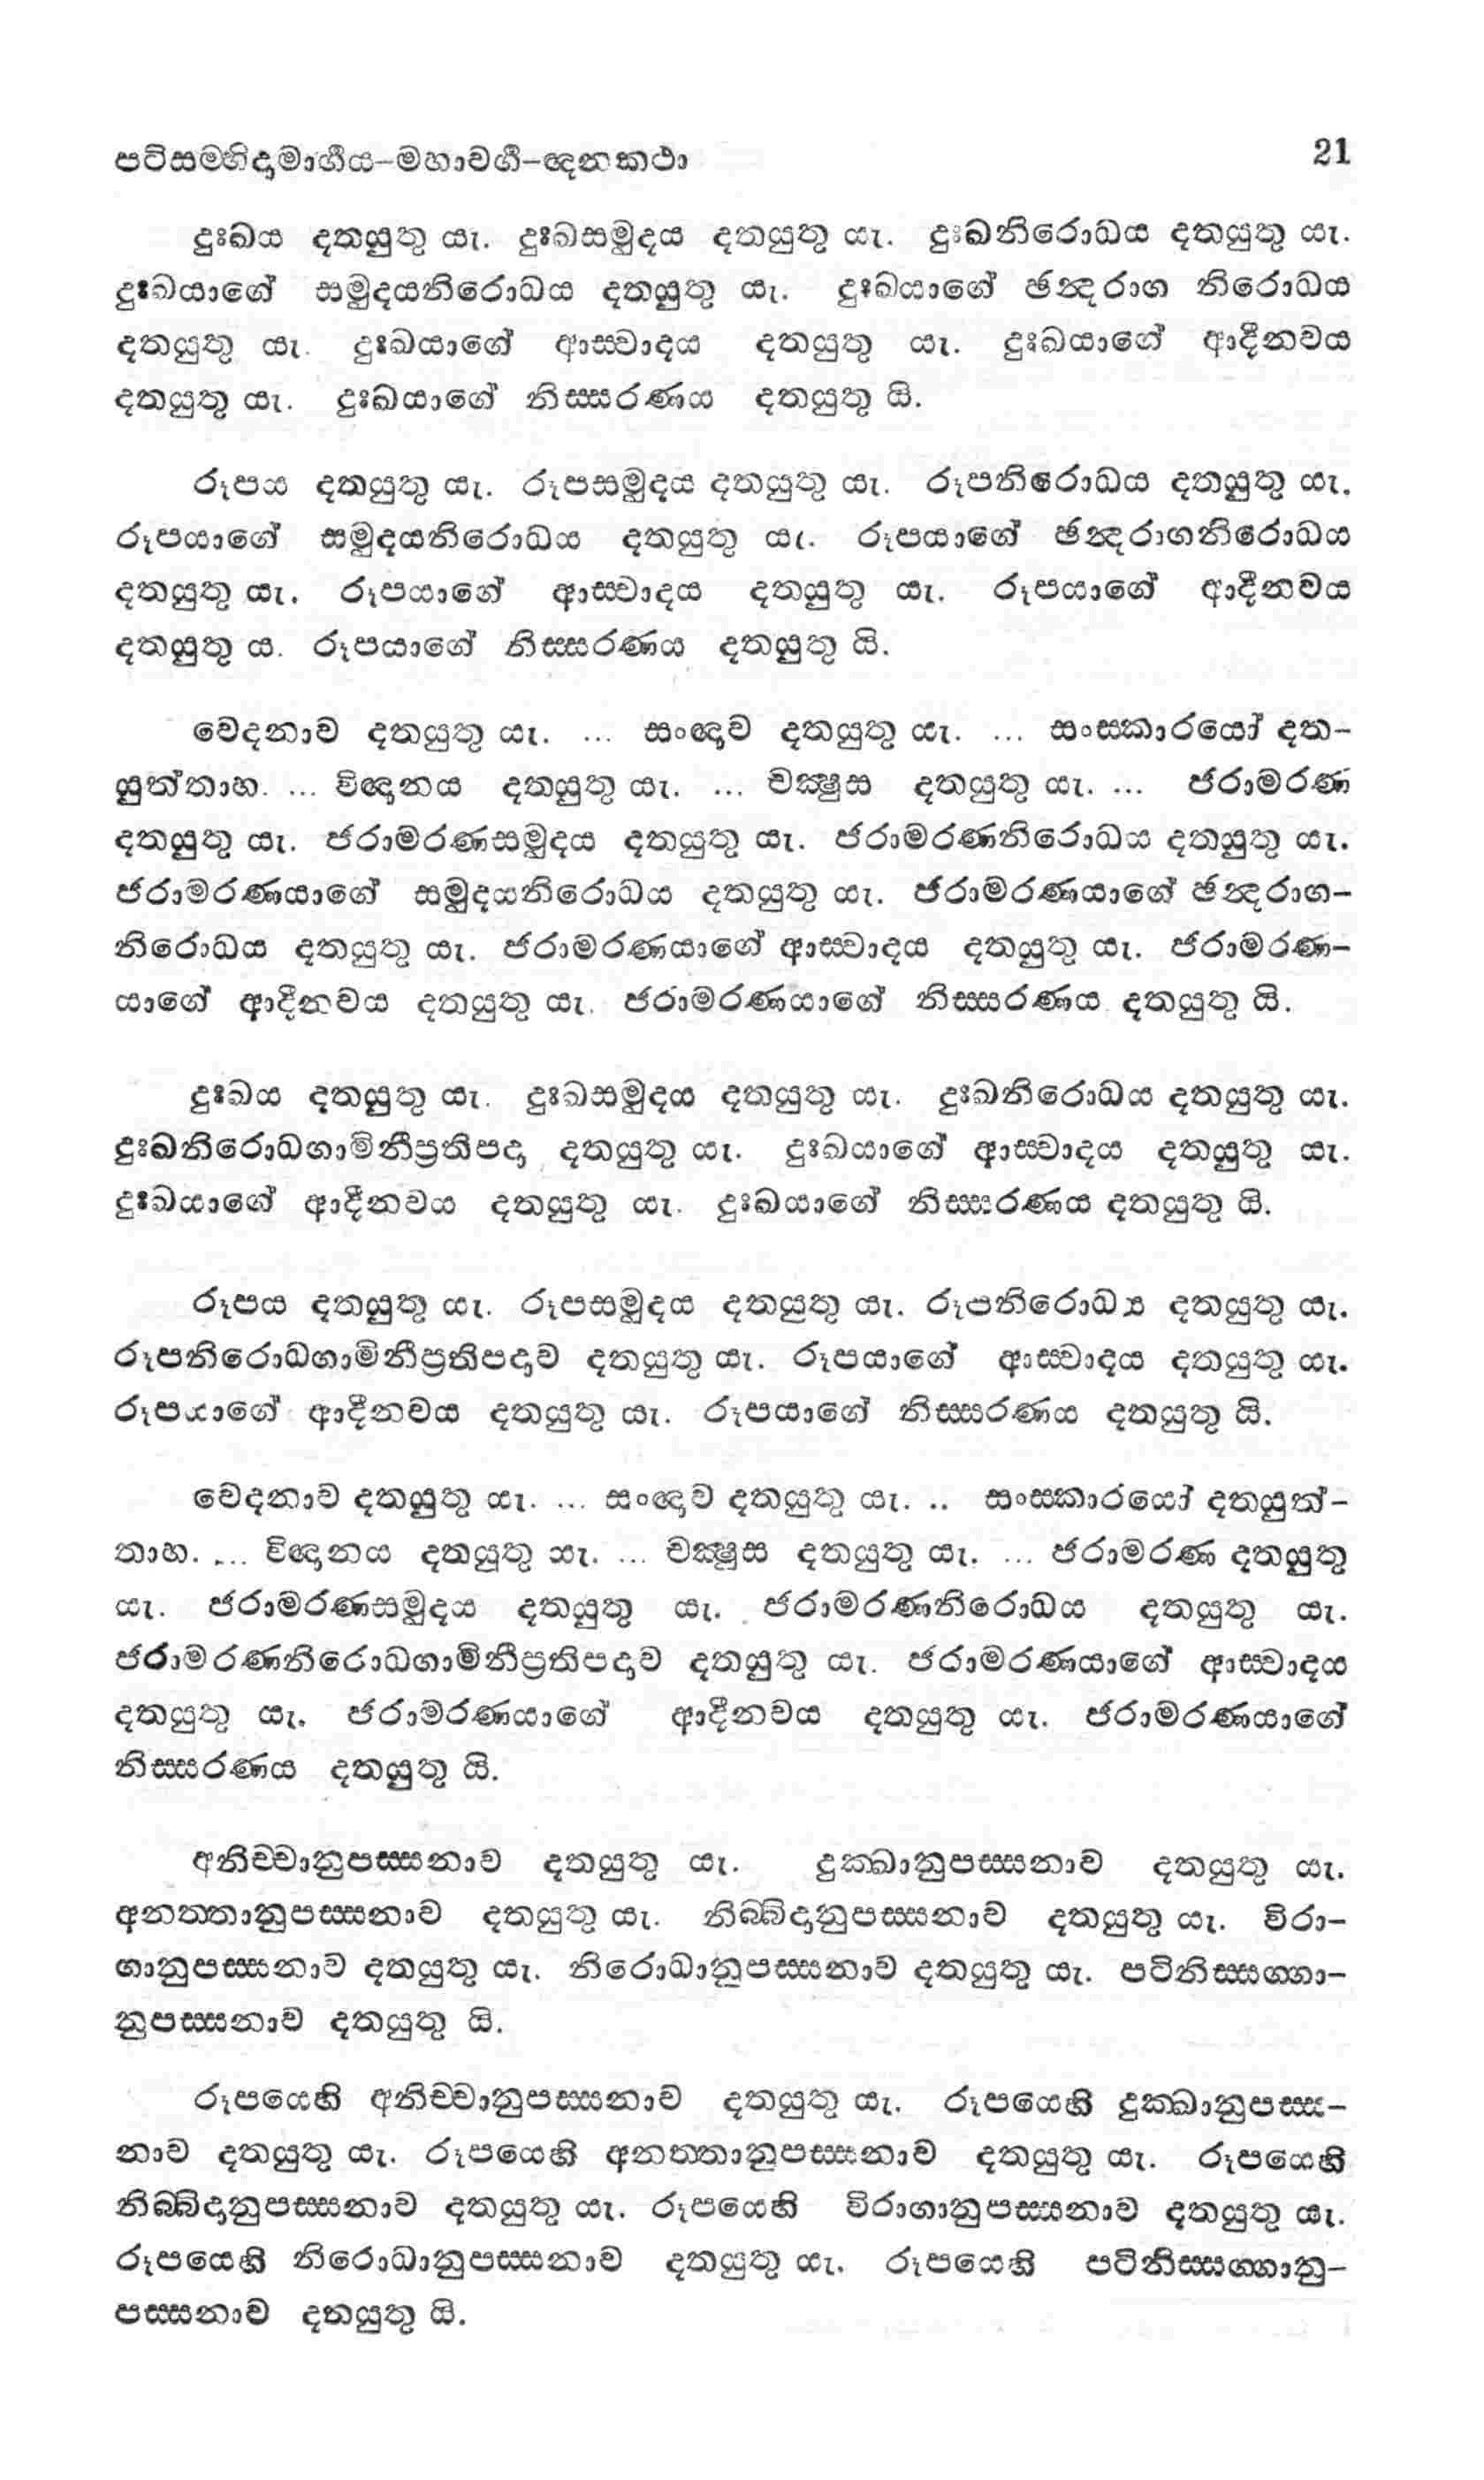 පටිසම්භිදාමාර්ගය-මහාවර්ග-ඥානකථා 21
දුඃඛය දතයුතු යැ. දුඃඛසමුදය දතයුතු යැ. දුඃඛනිරොධය දතයුතු යැ.
දුඃඛයාගේ සමුදයනිරොධය දතයුතු යැ. දුඃඛයාගේ ඡන්දරාග නිරොධය
දතයුතු යැ. දුඃඛයාගේ ආස්වාදය දතයුතු යැ. දුඃඛයාගේ ආදීනවය
දතයුතු යැ. දුඃඛයාගේ නිස්සරණය දතයුතු යි.
රූපය දතයුතු යැ. රූපසමුදය දතයුතු යැ. රූපනිරොධය දතයුතු යැ.
රූපයාගේ සමුදයනිරොධය දතයුතු යැ. රූපයාගේ ඡන්දරාගනිරොධය
දතයුතු යැ. රූපයාගේ ආස්වාදය දතයුතු යැ. රූපයාගේ ආදීනවය
දතයුතු ය. රූපයාගේ නිස්සරණය දතයුතු යි.
වෙදනාව දතයුතු යැ. ... සංඥාව දතයුතු යැ. ... සංස්කාරයෝ දත-
යුත්තාහ. ... විඥානය දතයුතු යැ. ... චක්ෂුස දතයුතු යැ. ... ජරාමරණ
දතයුතු යැ. ජරාමරණසමුදය දතයුතු යැ. ජරාමරණනිරොධය දතයුතු යැ.
ජරාමරණයාගේ සමුදයනිරොධය දතයුතු යැ. ජරාමරණයාගේ ඡන්දරාග-
නිරොධය දතයුතු යැ. ජරාමරණයාගේ ආස්වාදය දතයුතු යැ. ජරාමරණ-
යාගේ ආදීනවය දතයුතු යැ. ජරාමරණයාගේ නිස්සරණය දතයුතු යි.
දුඃඛය දතයුතු යැ. දුඃඛසමුදය දතයුතු යැ. දුඃඛනිරොධය දතයුතු යැ.
දුඃඛනිරොධගාමිනීප්‍රතිපදා දතයුතු යැ. දුඃඛයාගේ ආස්වාදය දතයුතු යැ.
දුඃඛයාගේ ආදීනවය දතයුතු යැ. දුඃඛයාගේ නිස්සරණය දතයුතු යි.
රූපය දතයුතු යැ. රූපසමුදය දතයුතු යැ. රූපනිරොධය දතයුතු යැ.
රූපනිරොධගාමිනීප්‍රතිපදාව දතයුතු යැ. රූපයාගේ ආස්වාදය දතයුතු යැ.
රූපයාගේ ආදීනවය දතයුතු යැ. රූපයාගේ නිස්සරණය දතයුතු යි.
වෙදනාව දතයුතු යැ. ... සංඥාව දතයුතු යැ. .. සංස්කාරයෝ දතයුත්-
තාහ. ... විඥානය දතයුතු යැ. ... චක්ෂුස දතයුතු යැ. ... ජරාමරණ දතයුතු
යැ. ජරාමරණසමුදය දතයුතු යැ. ජරාමරණනිරොධය දතයුතු යැ.
ජරාමරණනිරොධගාමිනීප්‍රතිපදාව දතයුතු යැ. ජරාමරණයාගේ ආස්වාදය
දතයුතු යැ. ජරාමරණයාගේ ආදීනවය දතයුතු යැ. ජරාමරණයාගේ
නිස්සරණය දතයුතු යි.
අනිච්චානුපස්සනාව දතයුතු යැ. දුක්ඛානුපස්සනාව දතයුතු යැ.
අනත්තානුපස්සනාව දතයුතු යැ. නිබ්බිදානුපස්සනාව දතයුතු යැ. විරා-
ගානුපස්සනාව දතයුතු යැ. නිරොධානුපස්සනාව දතයුතු යැ. පටිනිස්සග්ගා-
නුපස්සනාව දතයුතු යි.
රූපයෙහි අනිච්චානුපස්සනාව දතයුතු යැ. රූපයෙහි දුක්ඛානුපස්ස-
නාව දතයුතු යැ. රූපයෙහි අනත්තානුපස්සනාව දතයුතු යැ. රූපයෙහි
නිබ්බිදානුපස්සනාව දතයුතු යැ. රූපයෙහි විරාගානුපස්සනාව දතයුතු යැ.
රූපයෙහි නිරොධානුපස්සනාව දතයුතු යැ. රූපයෙහි පටිනිස්සග්ගානු-
පස්සනාව දතයුතු යි.